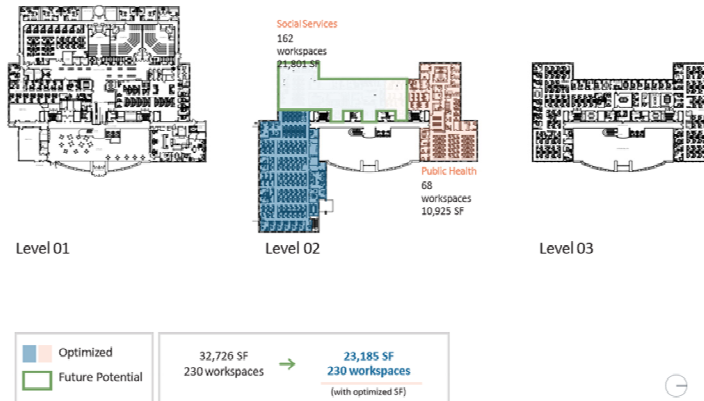 Social Services
162
workspaces
21,801 SF
Public Health
68
workspaces
10,925 SF
Level 01
Level 02
Level 03
Optimized
Future Potential
32,726 SF
230 workspaces
23,185 SF
230 workspaces
(with optimized SF)